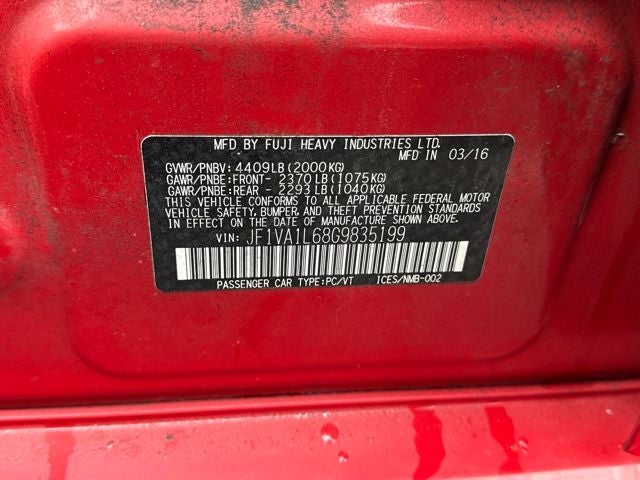 MFD BY FUJI HEAVY INDUSTRIES LTD.
MFD IN 03/16
GVWR/PNBV: 4409LB(2000KG)
GAWR/PNBE:FRONT- 2370LB(1075KG)
GAWR/PNBE:REAR - 2293LB(1040KG)
THIS VEHICLE CONFORMS TO ALL APPLICABLE FEDERAL MOTOR
VEHICLE SAFETY, BUMPER, AND THEFT PREVENTION STANDARDS
IN EFFECT ON THE DATE OF MANUFACTURE SHOWN ABOVE.
VIN: JF1VA1L68G9835199
PASSENGER CAR TYPE:PC/VT ICES/NMB-002